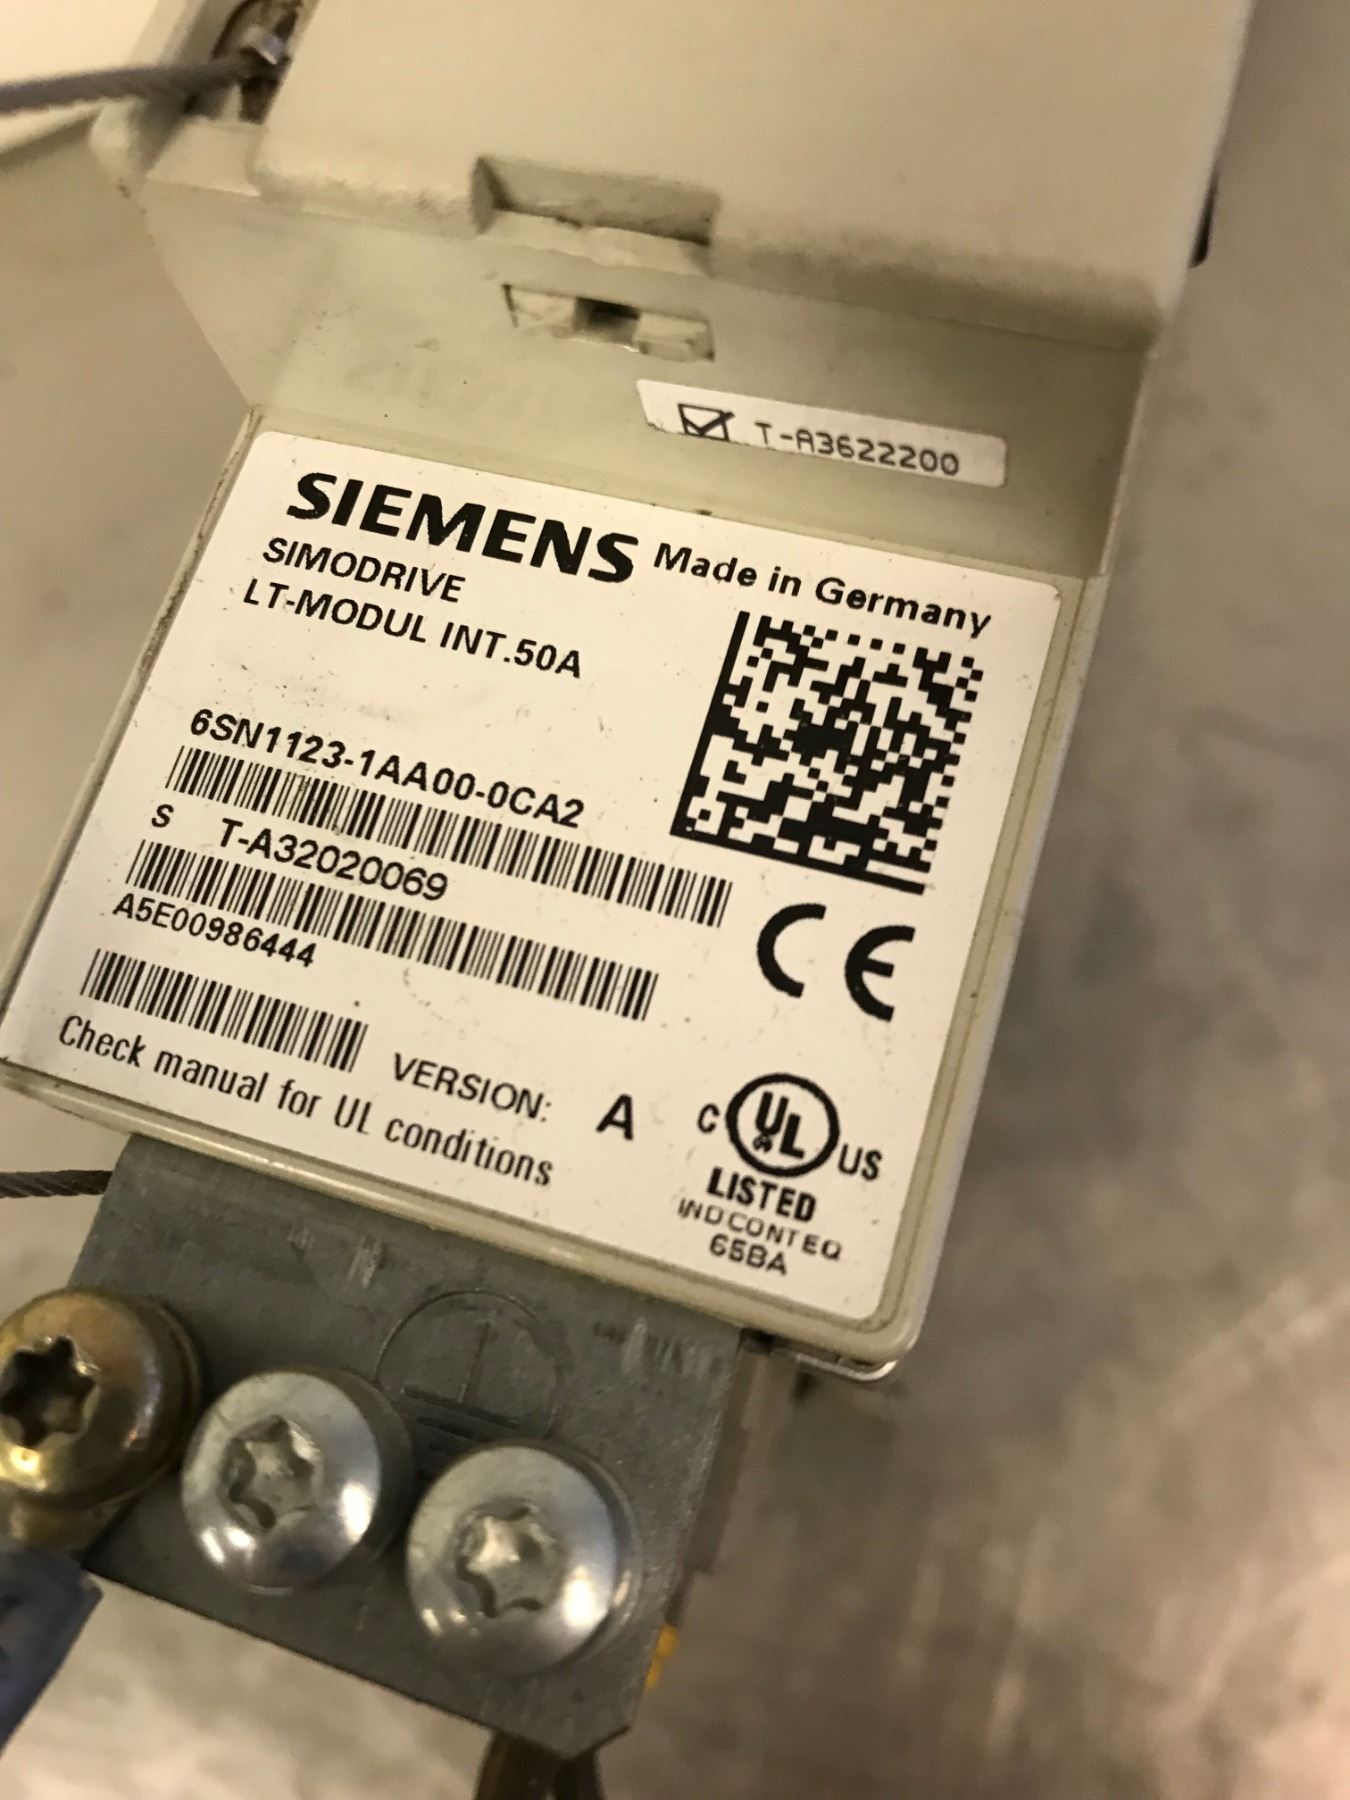 T-A3622200
SIEMENS Made in Germany
SIMODRIVE
LT-MODUL INT.50A
6SN1123-1AA00-0CA2
S T-A32020069
A5E00986444
VERSION: A
Check manual for UL conditions
CE
C UL US
LISTED
IND CONT EQ
65BA